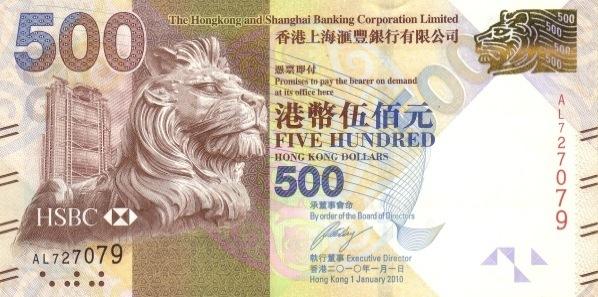 500
The Hongkong and Shanghai Banking Corporation Limited
香港上海滙豐銀行有限公司
憑票即付
Promises to pay the bearer on demand
at its office here
港幣伍佰元
FIVE HUNDRED
HONG KONG DOLLARS
500
承董事會命
By order of the Board of Directors
執行董事 Executive Director
香港二〇一〇年一月一日
Hong Kong 1 January 2010
HSBC
AL727079
500
500
500
500
AL727079
500